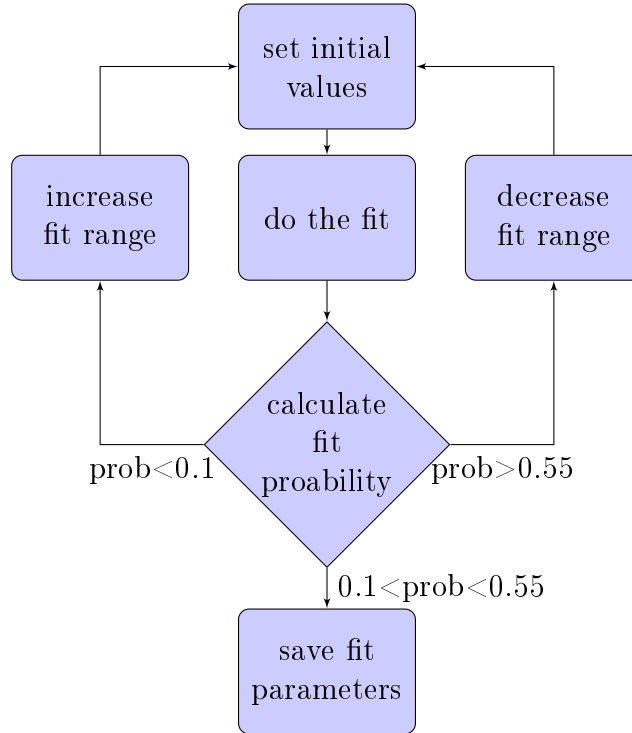 set initial
values
increase
fit range
do the fit
decrease
fit range
calculate
fit
proability
prob<0.1
prob>0.55
0.1<prob<0.55
save fit
parameters